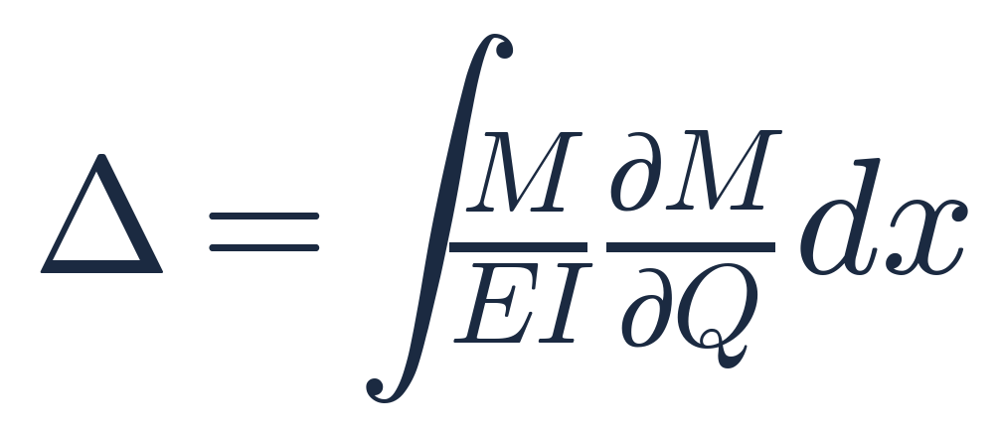 Δ = ∫ M/EI ∂M/∂Q dx